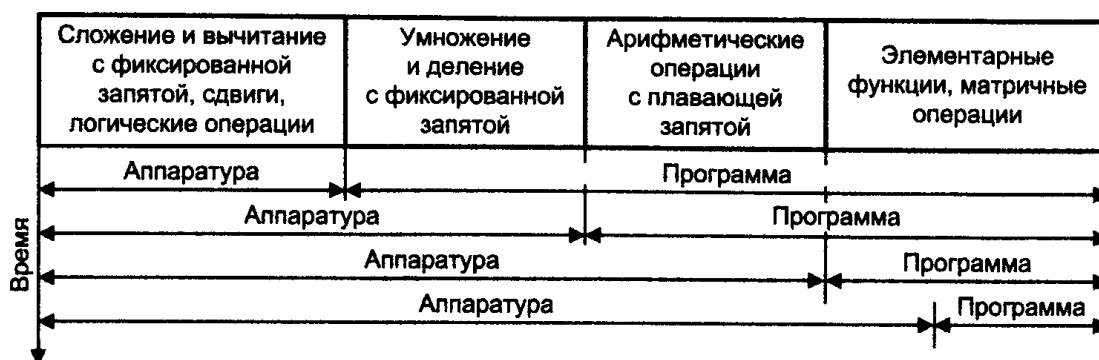 Сложение и вычитание
с фиксированной
запятой, сдвиги,
логические операции
Умножение
и деление
с фиксированной
запятой
Арифметические
операции
с плавающей
запятой
Элементарные
функции, матричные
операции
Аппаратура
Программа
Аппаратура
Программа
Аппаратура
Программа
Аппаратура
Программа
Время